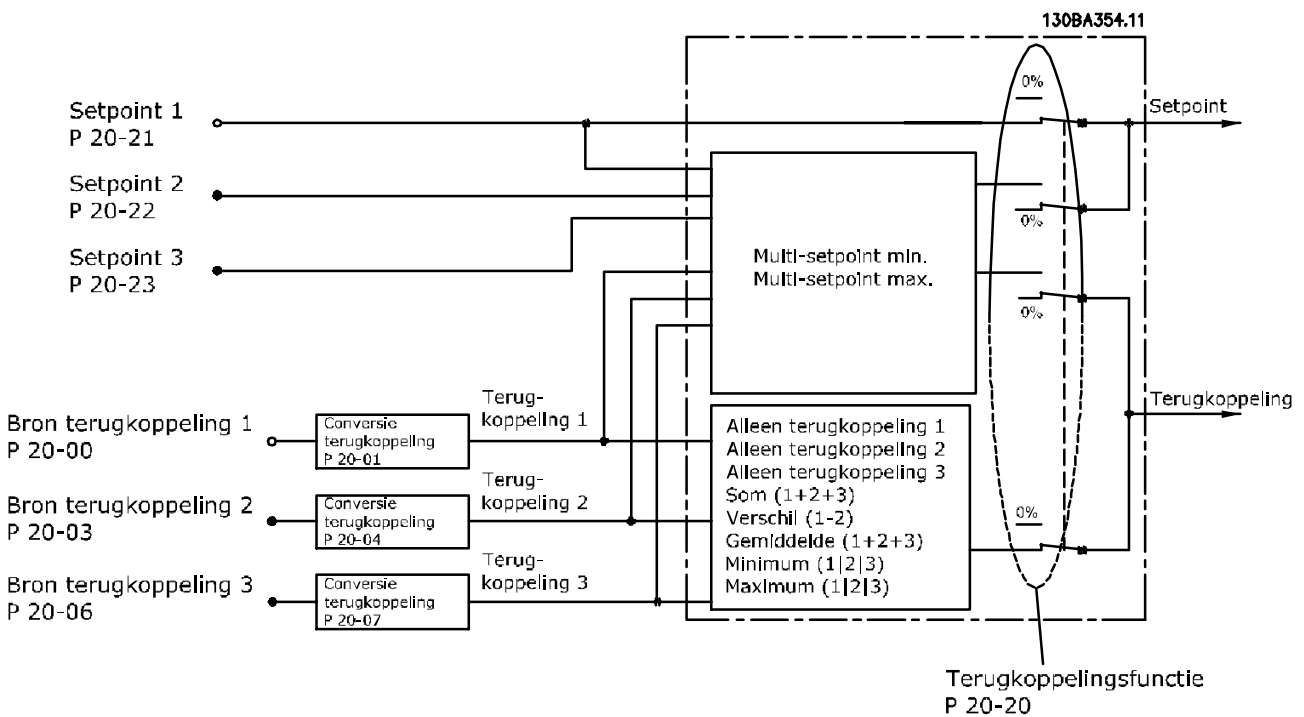 130BA354.11
0%
Setpoint 1
P 20-21
Setpoint
Setpoint 2
P 20-22
0%
Setpoint 3
P 20-23
Multi-setpoint min.
Multi-setpoint max.
0%
Bron terugkoppeling 1
P 20-00
Conversie
terugkoppeling
P 20-01
Terug-
koppeling 1
Terugkoppeling
Bron terugkoppeling 2
P 20-03
Conversie
terugkoppeling
P 20-04
Terug-
koppeling 2
Bron terugkoppeling 3
P 20-06
Conversie
terugkoppeling
P 20-07
Terug-
koppeling 3
Alleen terugkoppeling 1
Alleen terugkoppeling 2
Alleen terugkoppeling 3
Som (1+2+3)
Verschil (1-2)
Gemiddelde (1+2+3)
Minimum (1|2|3)
Maximum (1|2|3)
0%
Terugkoppelingsfunctie
P 20-20